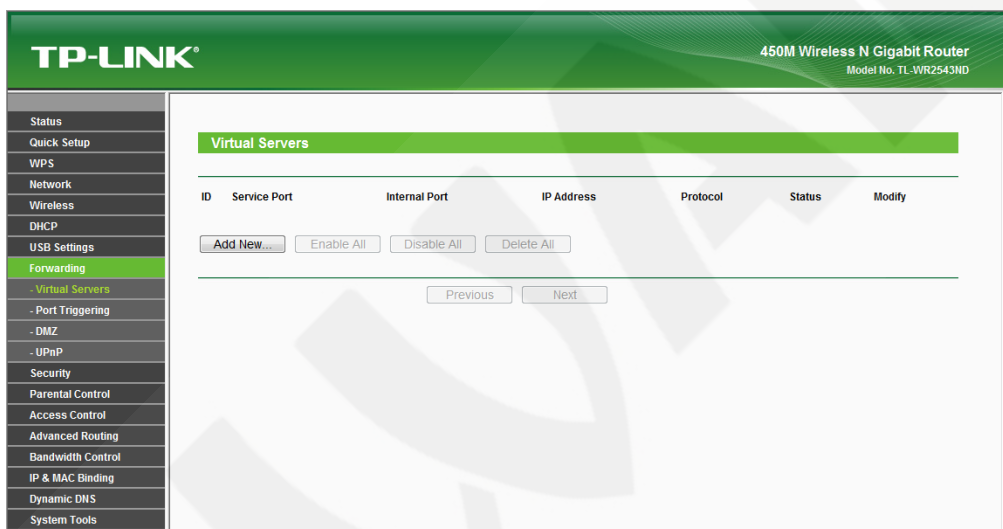 TP-LINK®
450M Wireless N Gigabit Router
Model No. TL-WR2543ND
Status
Quick Setup
WPS
Network
Wireless
DHCP
USB Settings
Forwarding
- Virtual Servers
- Port Triggering
- DMZ
- UPnP
Security
Parental Control
Access Control
Advanced Routing
Bandwidth Control
IP & MAC Binding
Dynamic DNS
System Tools
Virtual Servers
ID Service Port Internal Port IP Address Protocol Status Modify
Add New... Enable All Disable All Delete All
Previous Next